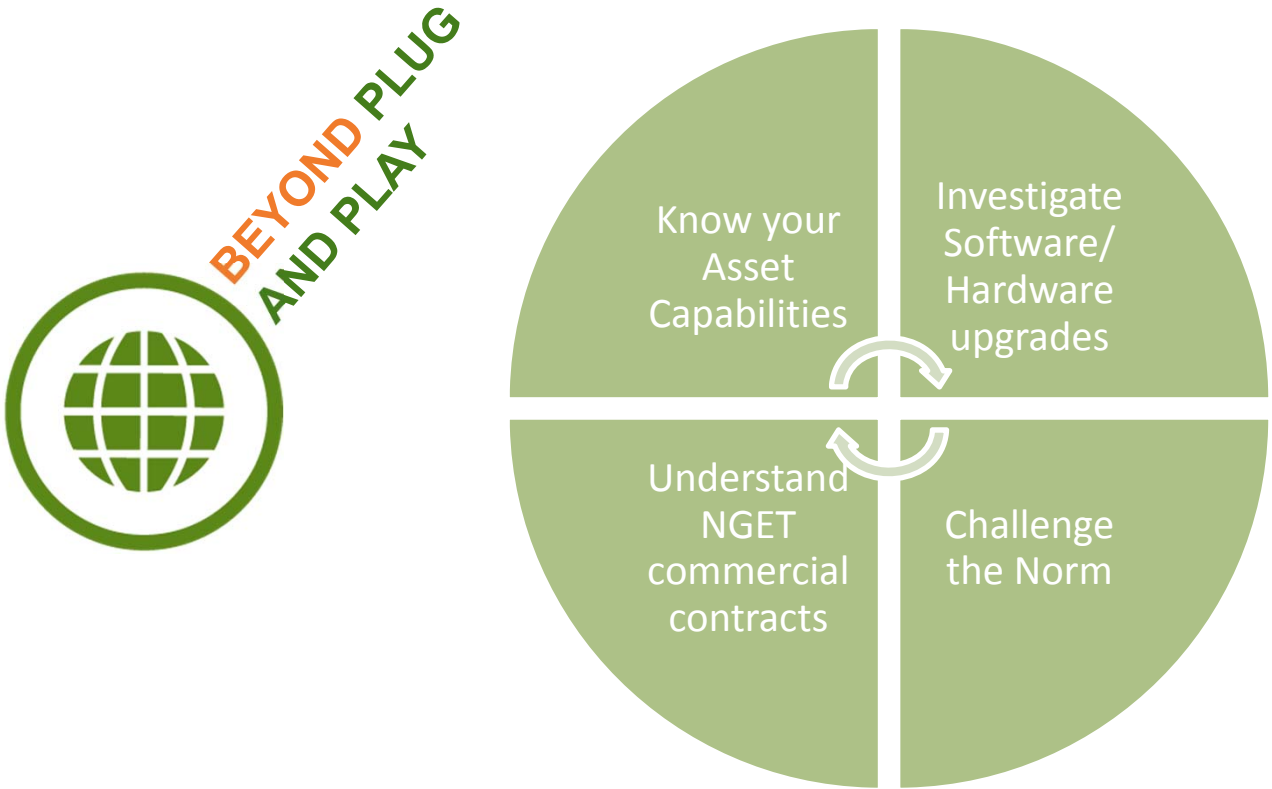 BEYOND PLUG
AND PLAY
Know your
Asset
Capabilities
Investigate
Software/
Hardware
upgrades
Understand
NGET
commercial
contracts
Challenge
the Norm